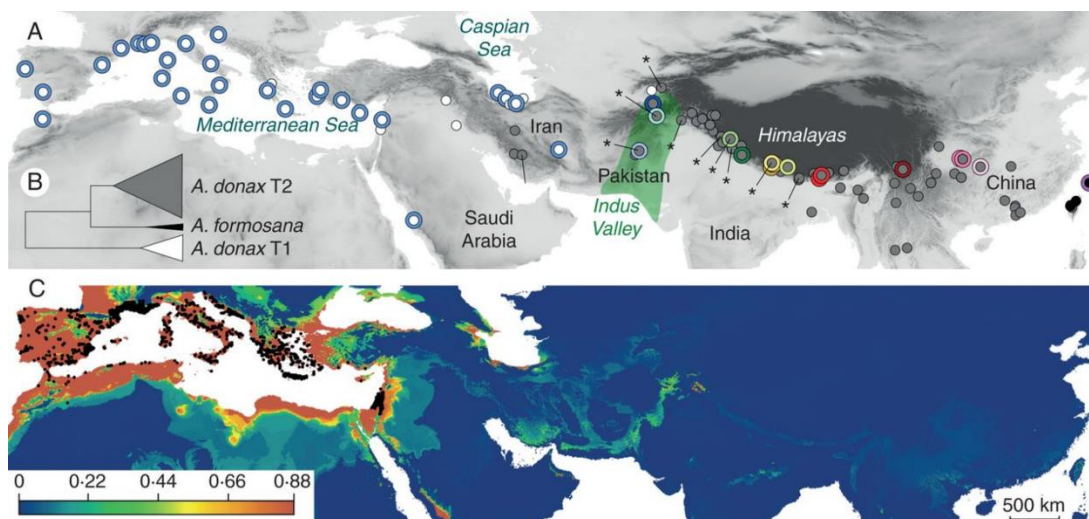 A
Caspian
Sea
Mediterranean Sea
Iran
Himalayas
B
Pakistan
China
A. donax T2
Saudi
Arabia
Indus
Valley
India
A. formosana
A. donax T1
*
*
*
*
*
*
*
C
0 0·22 0·44 0·66 0·88
500 km